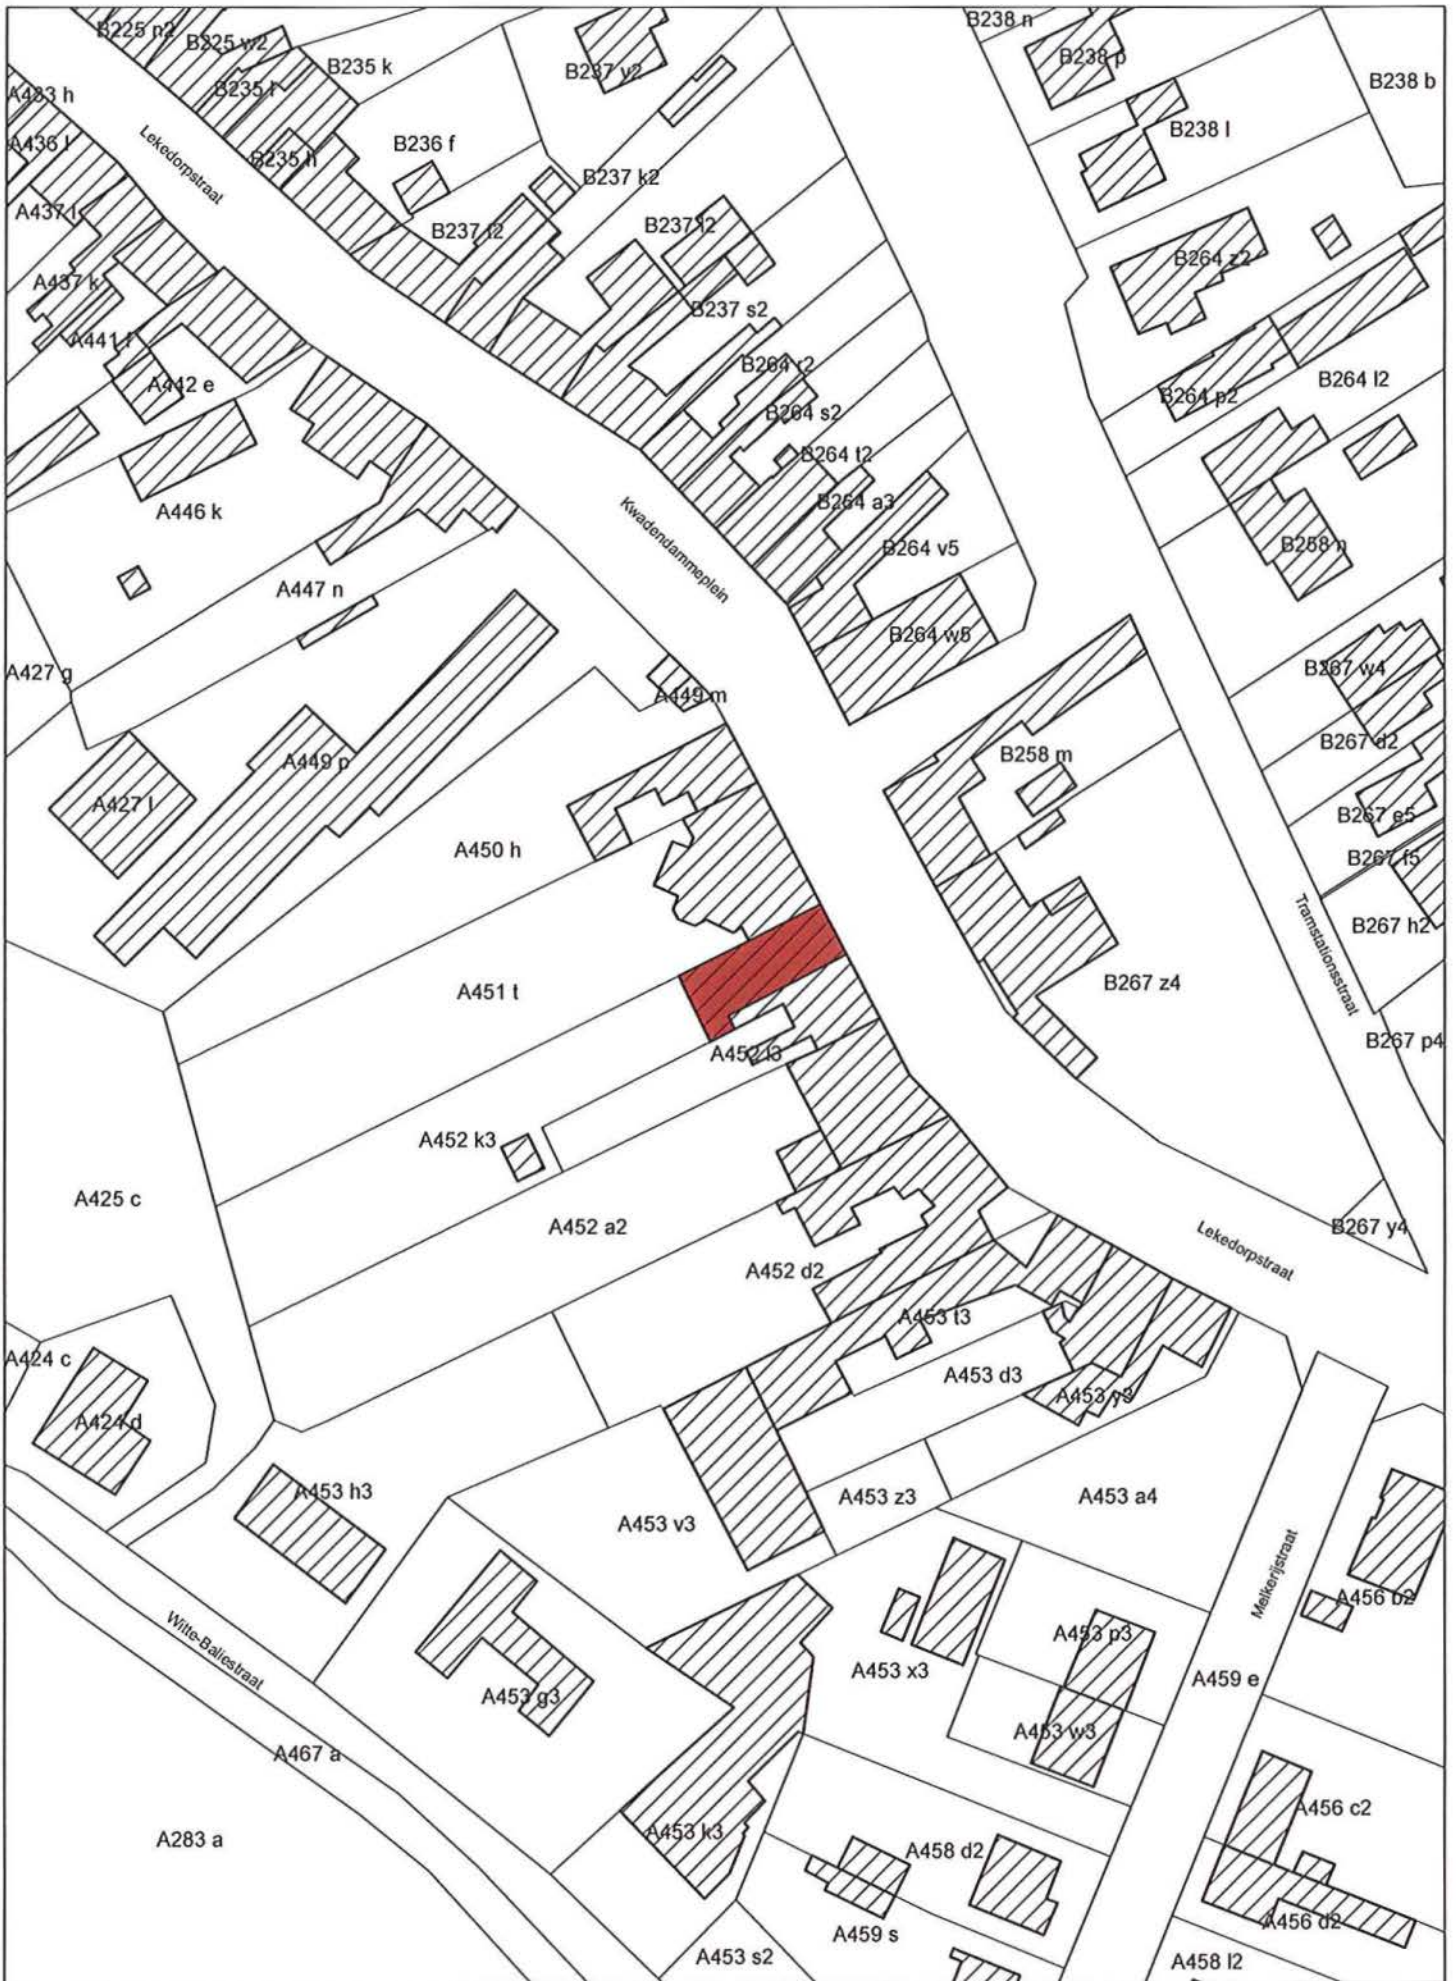 B238 n
B225 n2
B225 w2
B235 k
B238 p
B237 v2
B238 b
A433 h
B235 l
B238 l
Lekedorpstraat
A436 l
B236 f
B235 h
B237 k2
A437 l
B237 l2
B264 z2
A437 k
B237 s2
A441 f
B264 r2
A442 e
B264 l2
B264 p2
B264 s2
B264 t2
A446 k
B264 a3
Kwadendammeplein
B264 v5
B258 n
A447 n
B264 w5
A427 g
B267 w4
A449 m
B267 d2
B258 m
A449 p
A427 l
B267 e5
A450 h
B267 f5
B267 h2
Tramstationsstraat
A451 t
B267 z4
B267 p4
A452 l3
A452 k3
A425 c
A452 a2
B267 y4
Lekedorpstraat
A452 d2
A453 t3
A424 c
A453 d3
A453 y3
A424 d
A453 h3
A453 z3
A453 a4
A453 v3
Melkerijstraat
A456 b2
Witte-Baliestraat
A453 p3
A453 x3
A459 e
A453 g3
A453 w3
A467 a
A456 c2
A453 k3
A283 a
A458 d2
A456 d2
A459 s
A453 s2
A458 l2